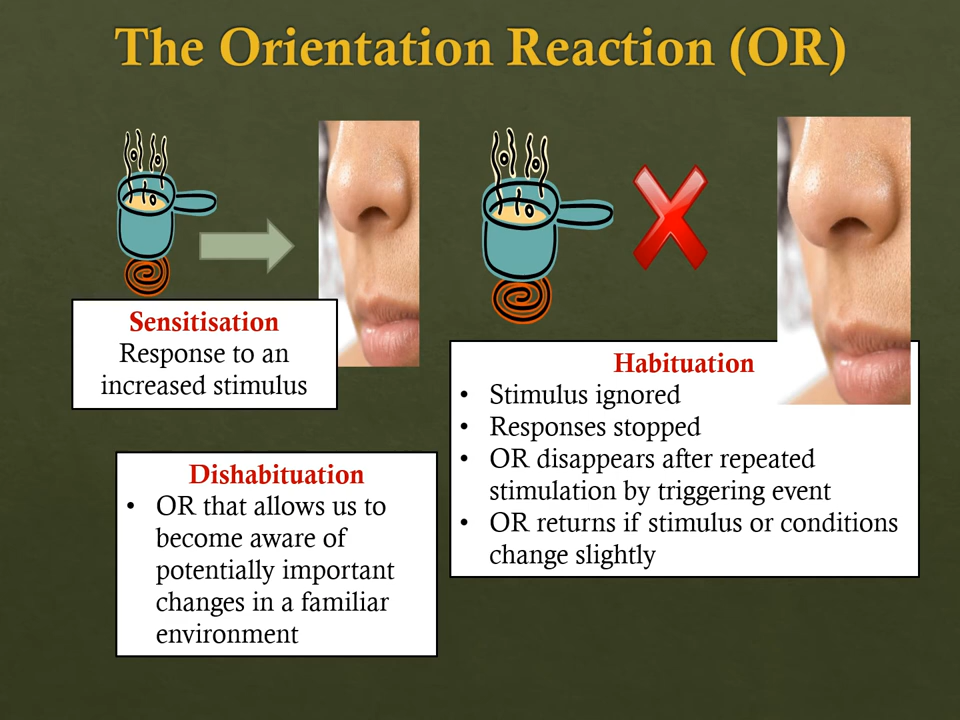 The Orientation Reaction (OR)
Sensitisation
Response to an
increased stimulus
Habituation
• Stimulus ignored
• Responses stopped
• OR disappears after repeated
stimulation by triggering event
• OR returns if stimulus or conditions
change slightly
Dishabituation
• OR that allows us to
become aware of
potentially important
changes in a familiar
environment